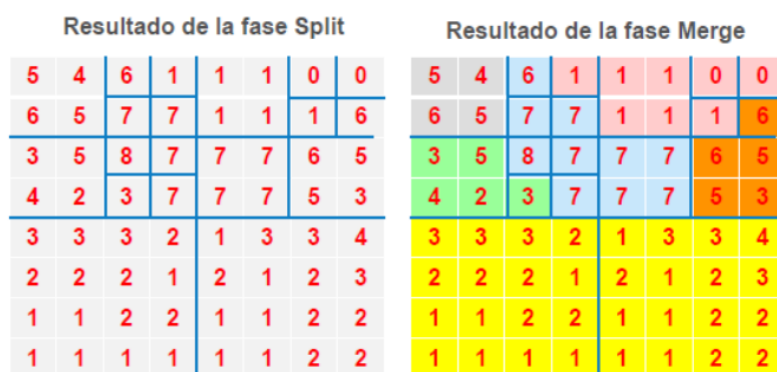 Resultado de la fase Split
5 4 6 1 1 1 0 0
6 5 7 7 1 1 1 6
3 5 8 7 7 7 6 5
4 2 3 7 7 7 5 3
3 3 3 2 1 3 3 4
2 2 2 1 2 1 2 3
1 1 2 2 1 1 2 2
1 1 1 1 1 1 2 2
Resultado de la fase Merge
5 4 6 1 1 1 0 0
6 5 7 7 1 1 1 6
3 5 8 7 7 7 6 5
4 2 3 7 7 7 5 3
3 3 3 2 1 3 3 4
2 2 2 1 2 1 2 3
1 1 2 2 1 1 2 2
1 1 1 1 1 1 2 2